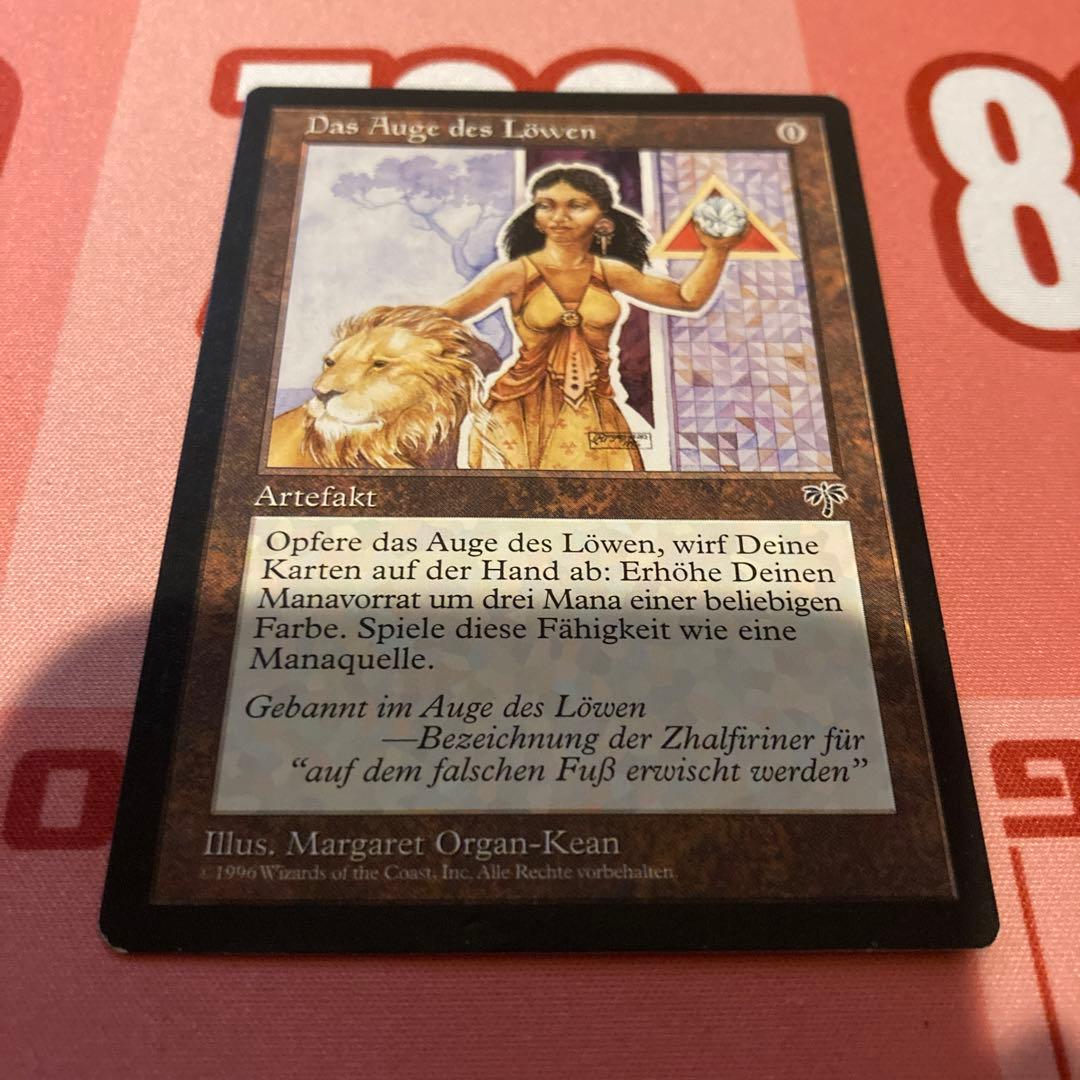 Das Auge des Löwen
0
Artefakt
Opfere das Auge des Löwen, wirf Deine
Karten auf der Hand ab: Erhöhe Deinen
Manavorrat um drei Mana einer beliebigen
Farbe. Spiele diese Fähigkeit wie eine
Manaquelle.
Gebannt im Auge des Löwen
—Bezeichnung der Zhalfiriner für
“auf dem falschen Fuß erwischt werden”
Illus. Margaret Organ-Kean
©1996 Wizards of the Coast, Inc. Alle Rechte vorbehalten.